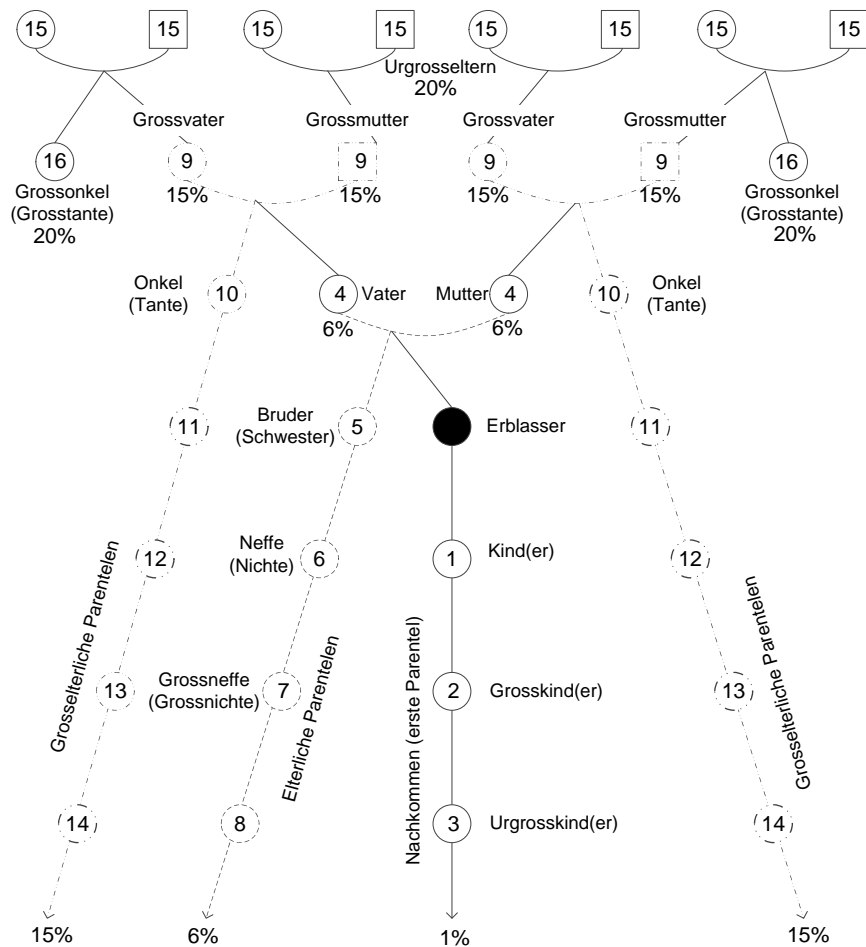 15 15 15 15 15 15 15 15
Urgrosseltern
20%
Grossvater Grossmutter Grossvater Grossmutter
16 9 9 9 9 16
15% 15% 15% 15%
Grossonkel Grossonkel
(Grosstante) (Grosstante)
20% 20%
Onkel 10 4 Vater Mutter 4 10 Onkel
(Tante) (Tante)
6% 6%
Bruder
(Schwester)
11 5 Erblasser 11
Neffe
(Nichte)
12 6 1 Kind(er) 12
Grossneffe
(Grossnichte)
13 7 2 Grosskind(er) 13
Grosselterliche Parentelen
Elterliche Parentelen
Nachkommen (erste Parentel)
Grosselterliche Parentelen
14 8 3 Urgrosskind(er) 14
15% 6% 1% 15%